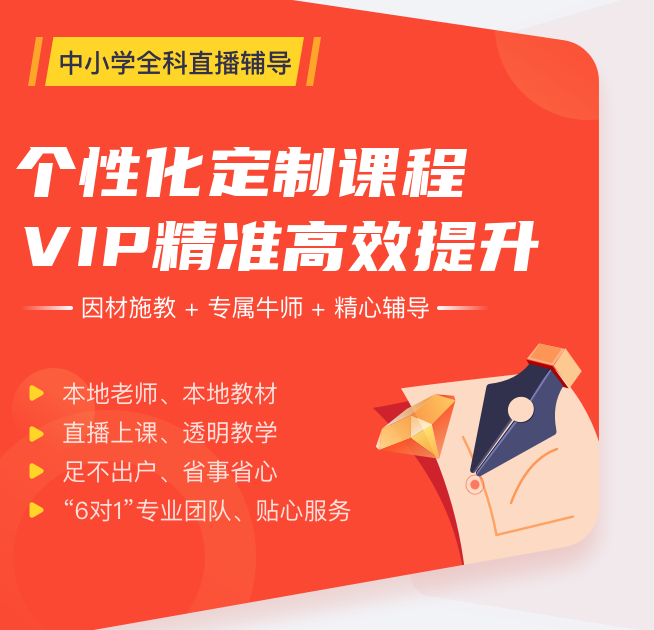 中小学全科直播辅导
个性化定制课程
VIP精准高效提升
因材施教 + 专属牛师 + 精心辅导
本地老师、本地教材
直播上课、透明教学
足不出户、省事省心
“6对1”专业团队、贴心服务